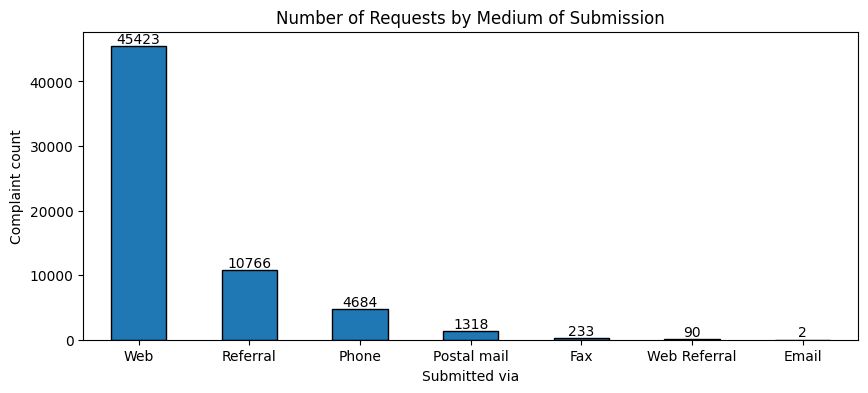 Number of Requests by Medium of Submission
Complaint count
40000
30000
20000
10000
0
45423
10766
4684
1318
233
90
2
Web
Referral
Phone
Postal mail
Fax
Web Referral
Email
Submitted via